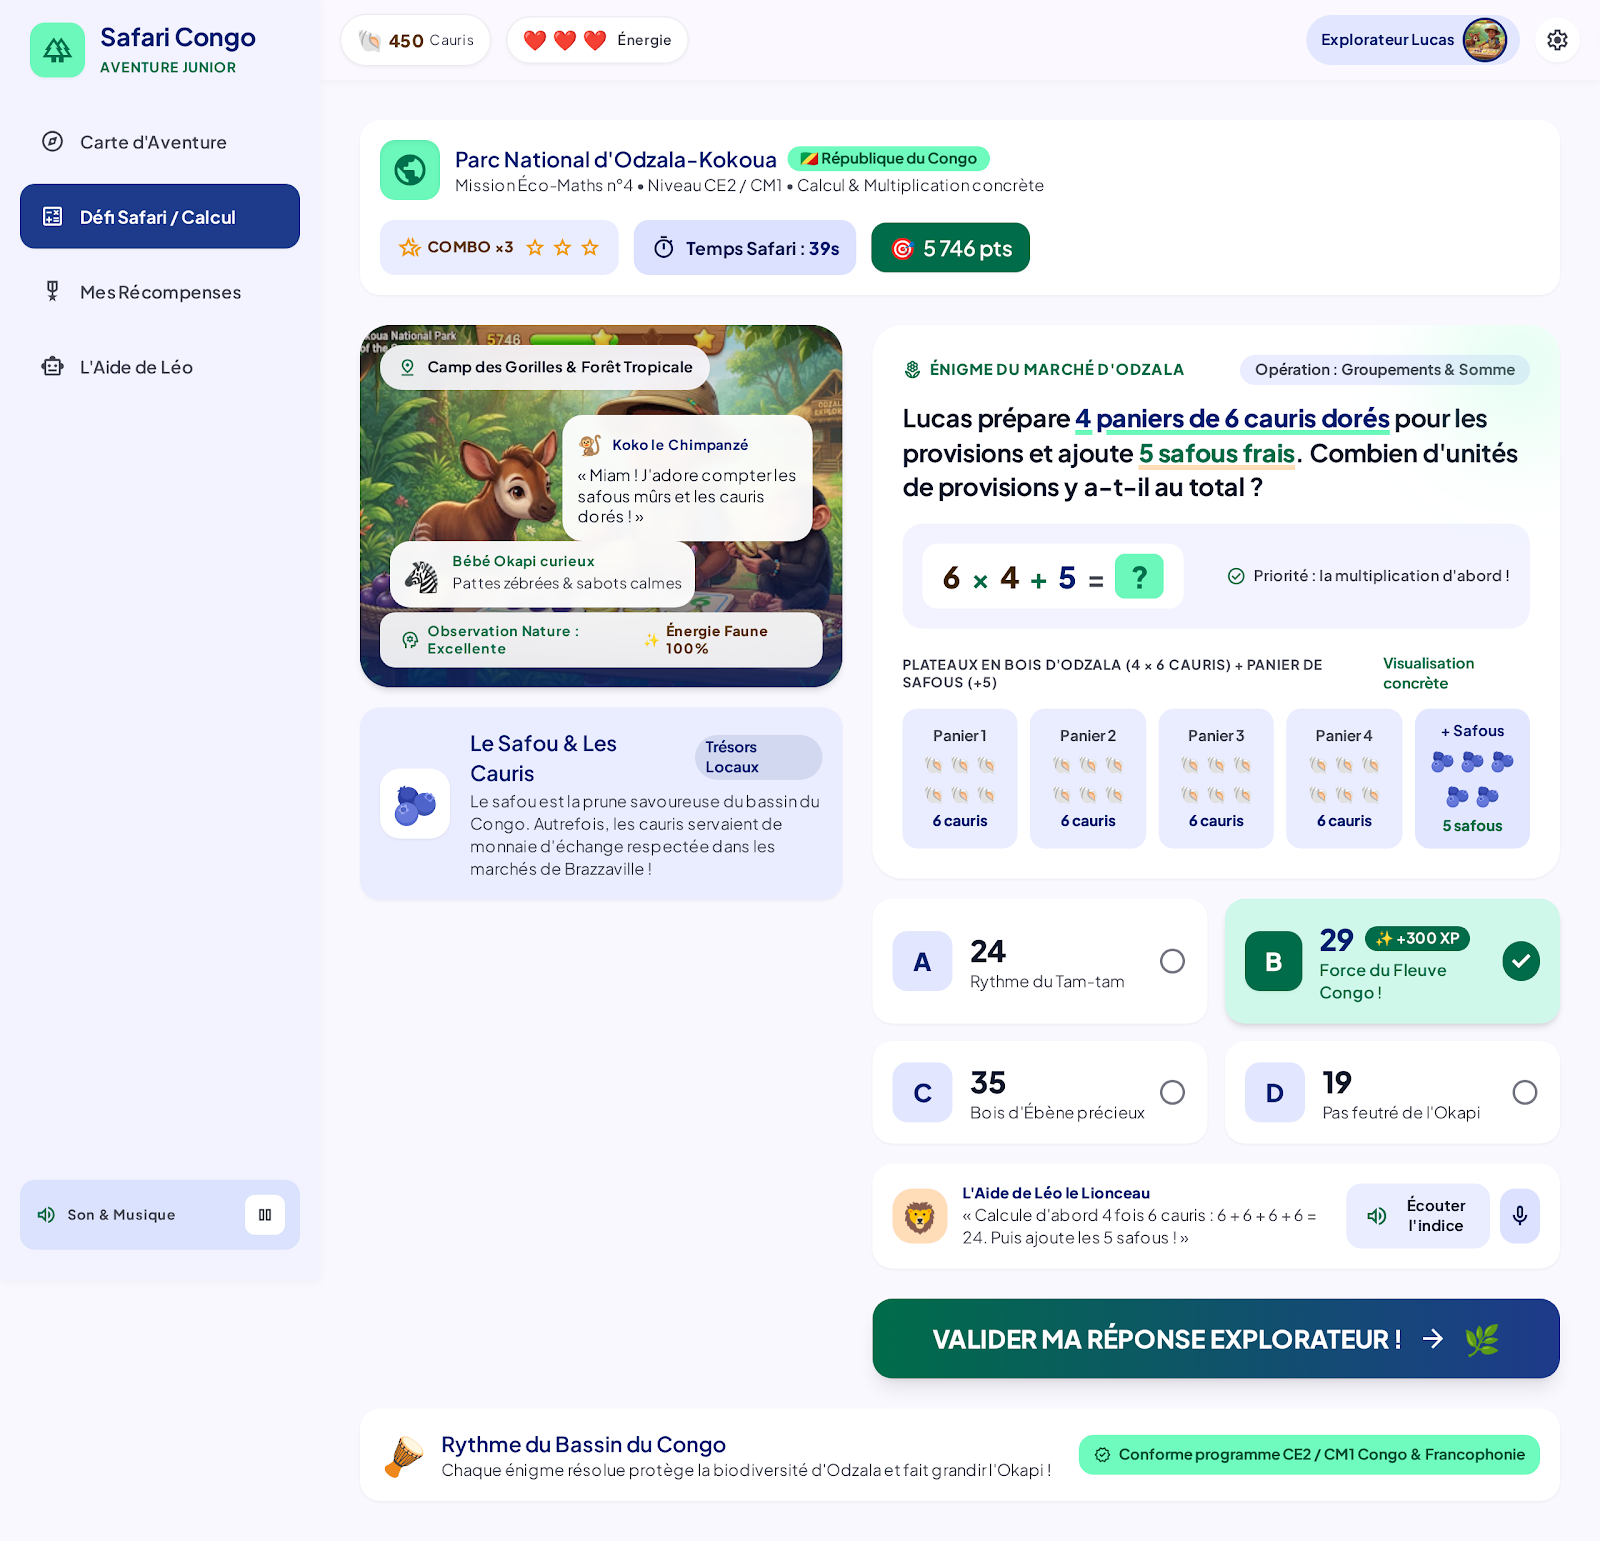 Safari Congo
AVENTURE JUNIOR
Carte d'Aventure
Défi Safari / Calcul
Mes Récompenses
L'Aide de Léo
Son & Musique
450 Cauris
Énergie
Explorateur Lucas
Parc National d'Odzala-Kokoua
République du Congo
Mission Éco-Maths n°4 • Niveau CE2 / CM1 • Calcul & Multiplication concrète
COMBO ×3
Temps Safari : 39s
5 746 pts
koua National Park
of the
5746
Camp des Gorilles & Forêt Tropicale
ODZALA
Koko le Chimpanzé
« Miam ! J'adore compter les
safous mûrs et les cauris
dorés ! »
Bébé Okapi curieux
Pattes zébrées & sabots calmes
Observation Nature :
Excellente
✨ Énergie Faune
100%
Le Safou & Les
Cauris
Trésors
Locaux
Le safou est la prune savoureuse du bassin du
Congo. Autrefois, les cauris servaient de
monnaie d'échange respectée dans les
marchés de Brazzaville !
ÉNIGME DU MARCHÉ D'ODZALA
Opération : Groupements & Somme
Lucas prépare 4 paniers de 6 cauris dorés pour les
provisions et ajoute 5 safous frais. Combien d'unités
de provisions y a-t-il au total ?
6 × 4 + 5 = ?
Priorité : la multiplication d'abord !
PLATEAUX EN BOIS D'ODZALA (4 × 6 CAURIS) + PANIER DE
SAFOUS (+5)
Visualisation
concrète
Panier 1
6 cauris
Panier 2
6 cauris
Panier 3
6 cauris
Panier 4
6 cauris
+ Safous
5 safous
A
24
Rythme du Tam-tam
B
29
✨ +300 XP
Force du Fleuve
Congo !
C
35
Bois d'Ébène précieux
D
19
Pas feutré de l'Okapi
L'Aide de Léo le Lionceau
« Calcule d'abord 4 fois 6 cauris : 6 + 6 + 6 + 6 =
24. Puis ajoute les 5 safous ! »
Écouter
l'indice
VALIDER MA RÉPONSE EXPLORATEUR ! →
Rythme du Bassin du Congo
Chaque énigme résolue protège la biodiversité d'Odzala et fait grandir l'Okapi !
Conforme programme CE2 / CM1 Congo & Francophonie